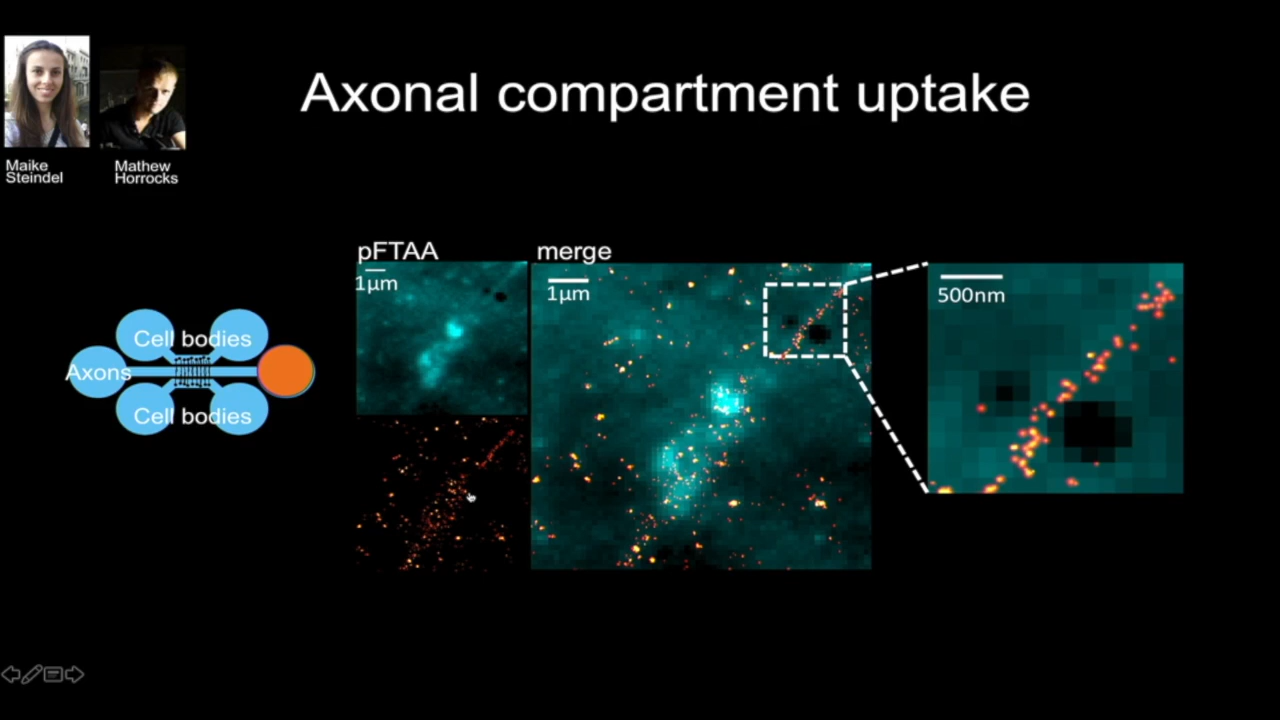 Axonal compartment uptake
Maike
Steindel
Mathew
Horrocks
pFTAA
1μm
merge
1μm
500nm
Cell bodies
Axons
Cell bodies